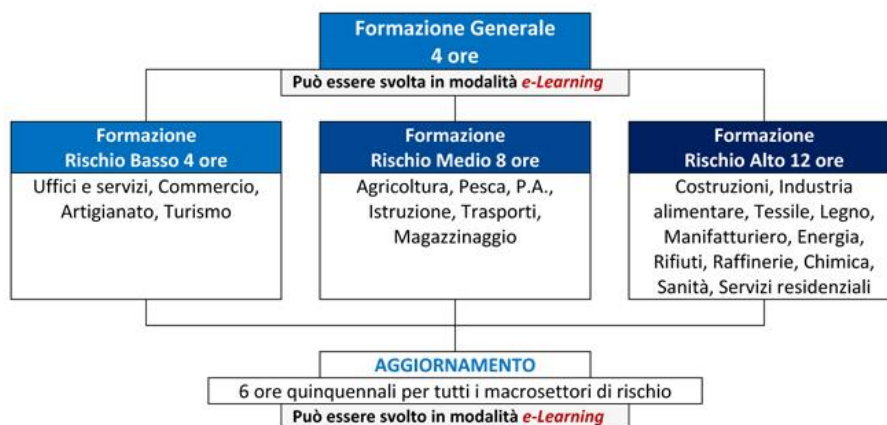 Formazione Generale
4 ore
Può essere svolta in modalità e-Learning
Formazione
Rischio Basso 4 ore
Uffici e servizi, Commercio,
Artigianato, Turismo
Formazione
Rischio Medio 8 ore
Agricoltura, Pesca, P.A.,
Istruzione, Trasporti,
Magazzinaggio
Formazione
Rischio Alto 12 ore
Costruzioni, Industria
alimentare, Tessile, Legno,
Manifatturiero, Energia,
Rifiuti, Raffinerie, Chimica,
Sanità, Servizi residenziali
AGGIORNAMENTO
6 ore quinquennali per tutti i macrosettori di rischio
Può essere svolto in modalità e-Learning